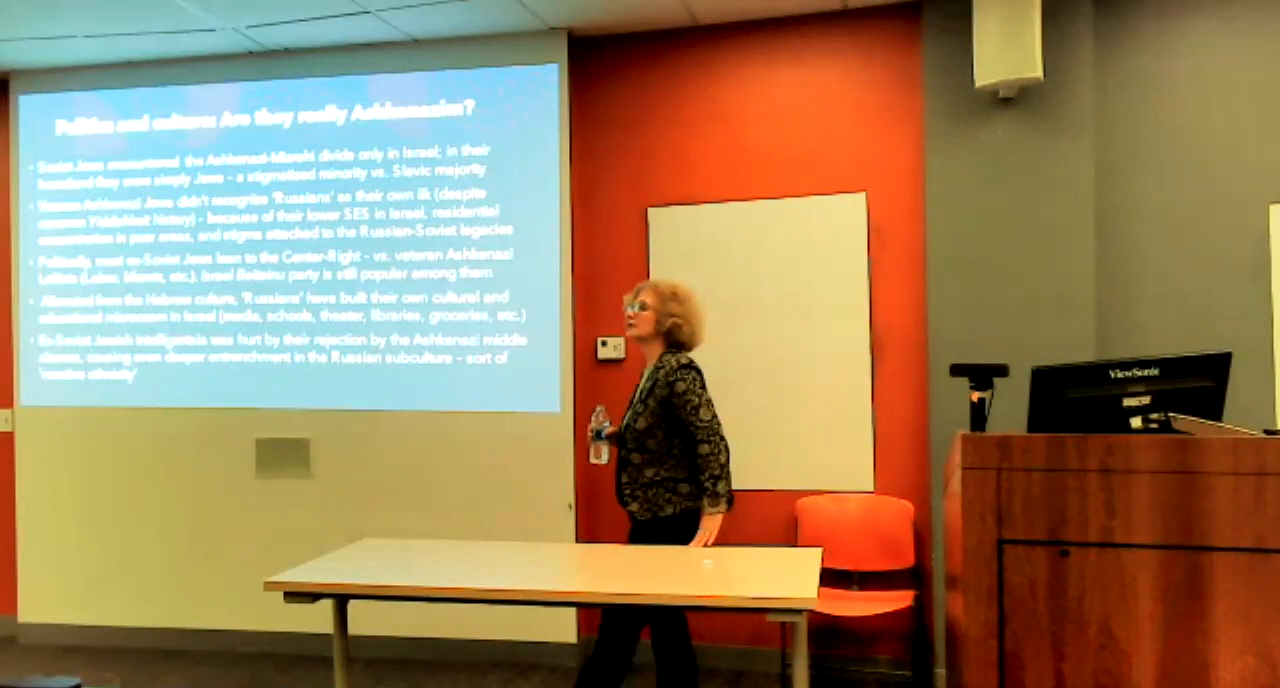 Politics and culture: Are they really Ashkenazim?
• Soviet Jews encountered the Ashkenazi-Mizrahi divide only in Israel; in their
homeland they were simply Jews – a stigmatized minority vs. Slavic majority
• Veteran Ashkenazi Jews didn't recognize 'Russians' as their own ilk (despite
common Yiddishkeit history) – because of their lower SES in Israel, residential
concentration in poor areas, and stigma attached to the Russian-Soviet legacies
• Politically, most ex-Soviet Jews lean to the Center-Right – vs. veteran Ashkenazi
Leftists (Labor, Meretz, etc.). Israel Beiteinu party is still popular among them
• Alienated from the Hebrew culture, 'Russians' have built their own cultural and
educational microcosm in Israel (media, schools, theater, libraries, groceries, etc.)
• Ex-Soviet Jewish intelligentsia was hurt by their rejection by the Ashkenazi middle
classes, causing even deeper entrenchment in the Russian subculture – sort of
'reactive ethnicity'
ViewSonic